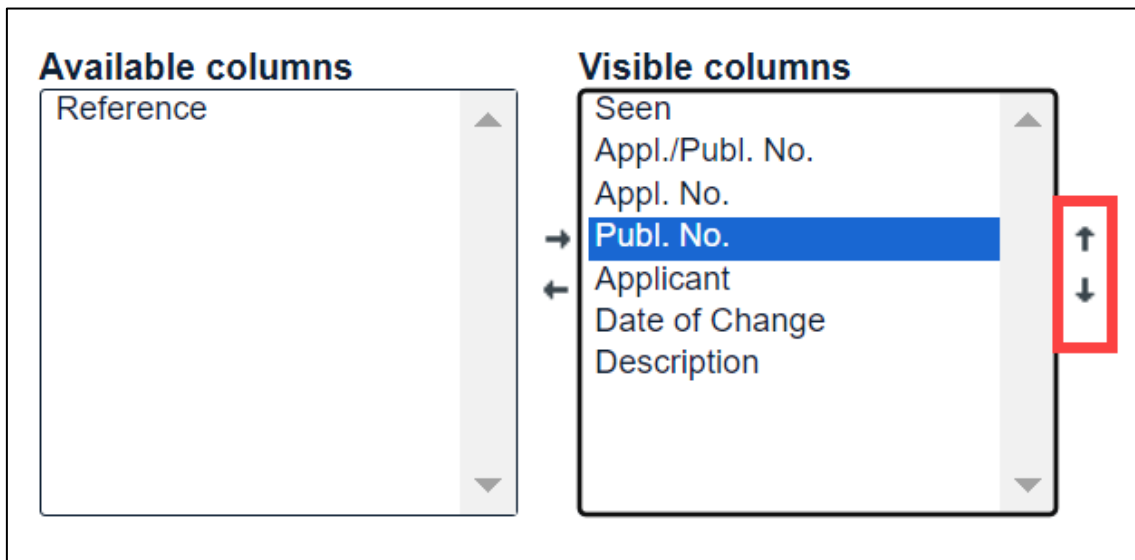 Available columns
Reference
Visible columns
Seen
Appl./Publ. No.
Appl. No.
Publ. No.
Applicant
Date of Change
Description